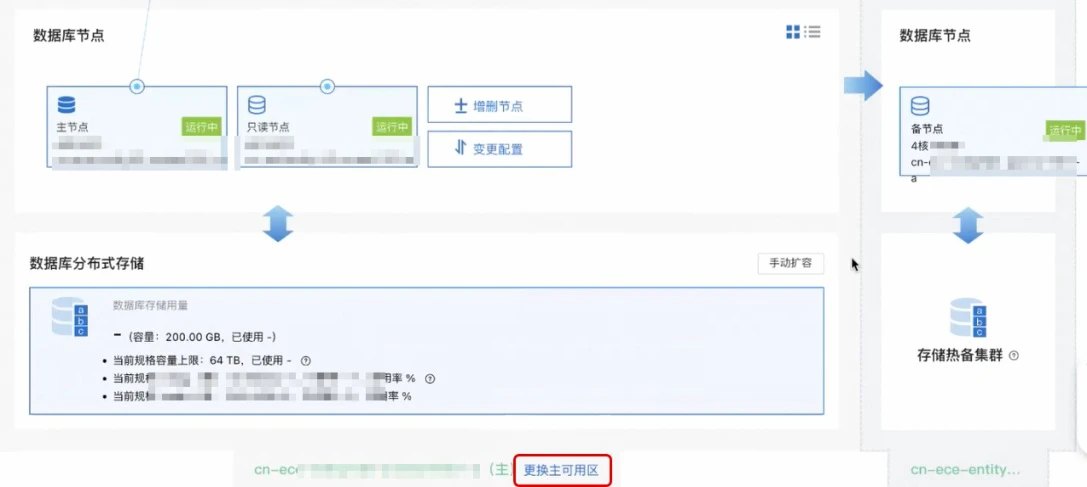 数据库节点
主节点
运行中
只读节点
运行中
增删节点
变更配置
数据库分布式存储
手动扩容
a
b
c
数据库存储用量
- (容量：200.00 GB，已使用 -)
• 当前规格容量上限：64 TB，已使用 -
• 当前规
用率 %
• 当前规
率 %
cn-ece
（主）
更换主可用区
数据库节点
备节点
运行中
4核
cn-
-
a
a
b
c
存储热备集群
cn-ece-entity...